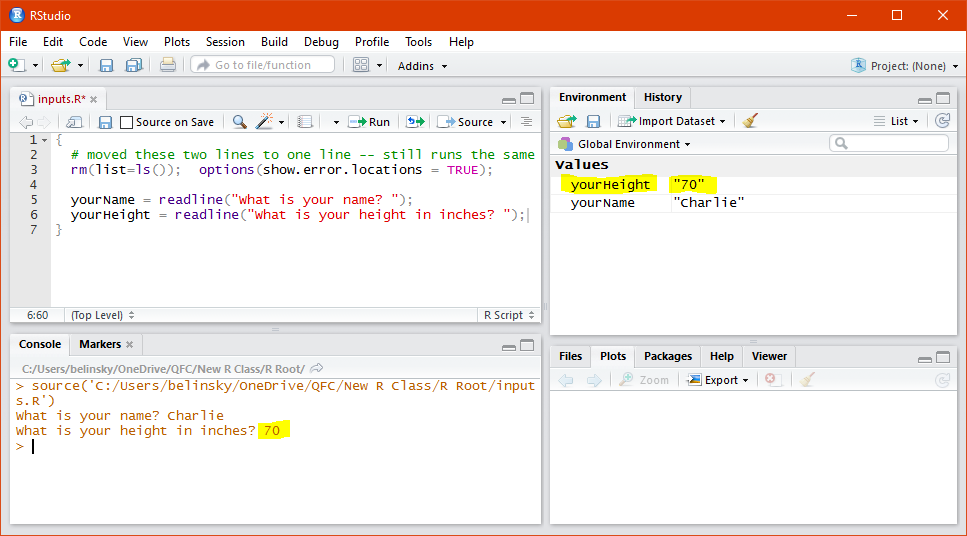 RStudio
File Edit Code View Plots Session Build Debug Profile Tools Help
Go to file/function Addins Project: (None)
inputs.R*
Source on Save Run Source
1 {
2 # moved these two lines to one line -- still runs the same
3 rm(list=ls()); options(show.error.locations = TRUE);
4
5 yourName = readline("What is your name? ");
6 yourHeight = readline("What is your height in inches? ");
7 }
6:60 (Top Level) R Script
Console Markers
C:/Users/belinsky/OneDrive/QFC/New R Class/R Root/
> source('C:/Users/belinsky/OneDrive/QFC/New R Class/R Root/input
s.R')
What is your name? Charlie
What is your height in inches? 70
>
Environment History
Import Dataset List
Global Environment
Values
yourHeight "70"
yourName "Charlie"
Files Plots Packages Help Viewer
Zoom Export